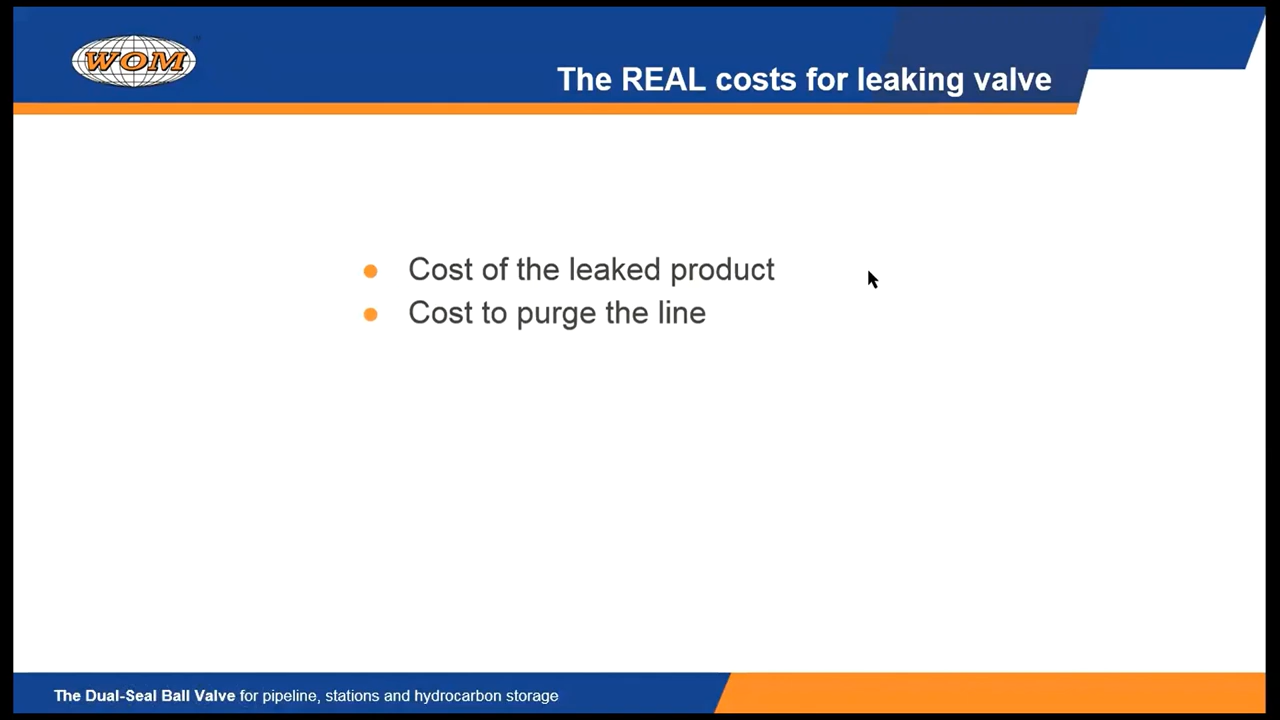 WOM
The REAL costs for leaking valve
Cost of the leaked product
Cost to purge the line
The Dual-Seal Ball Valve for pipeline, stations and hydrocarbon storage